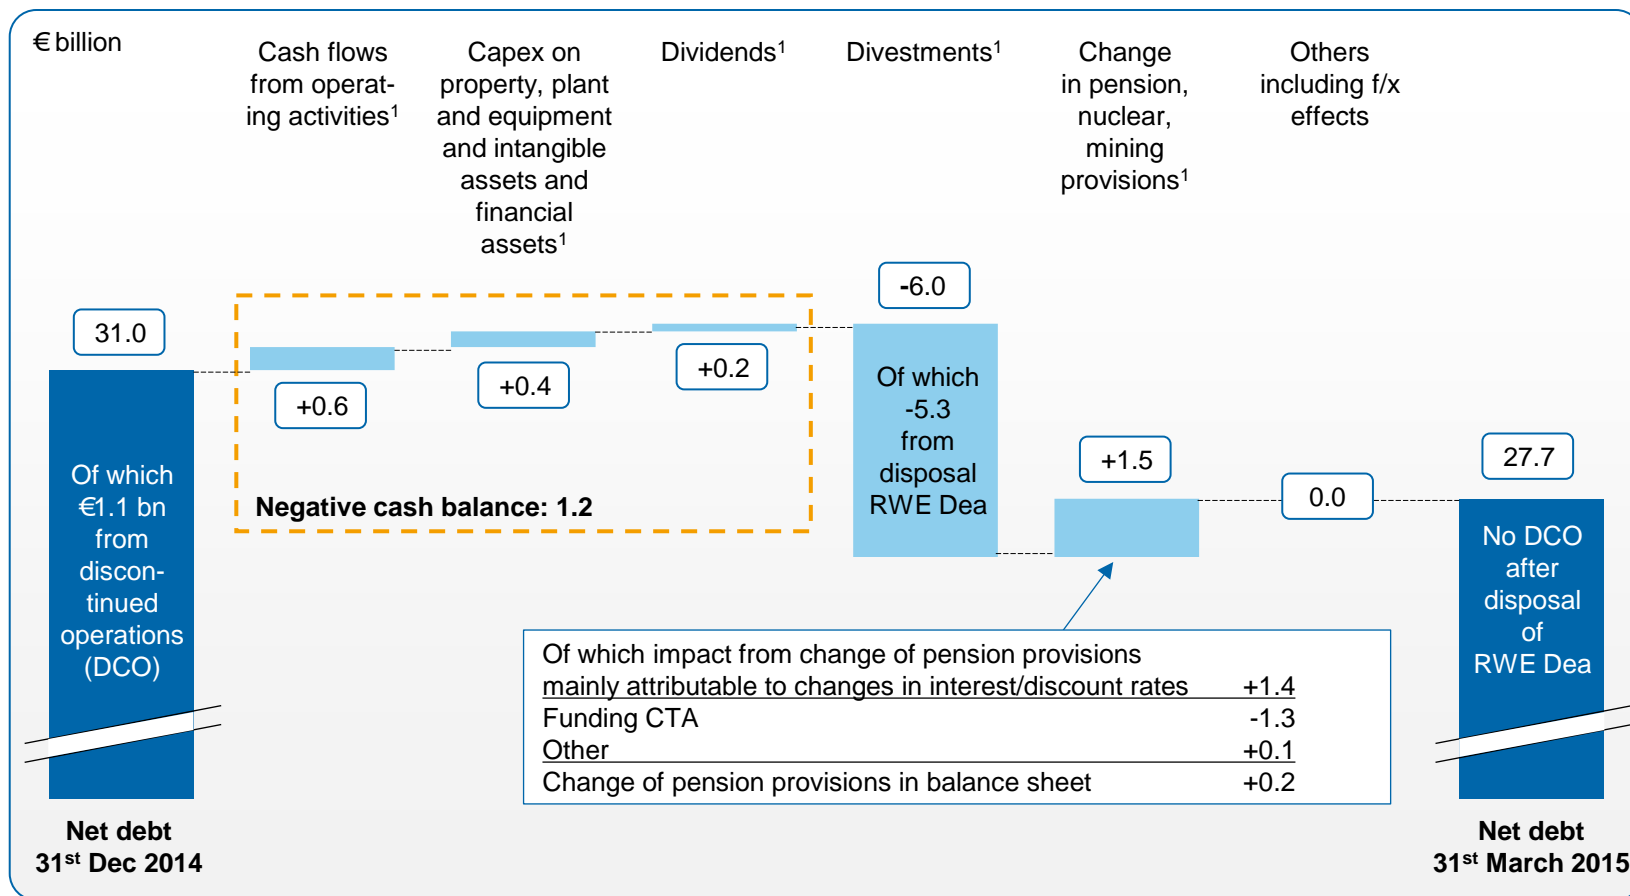 € billion
Cash flows
from operat-
ing activities¹
Capex on
property, plant
and equipment
and intangible
assets and
financial
assets¹
Dividends¹
Divestments¹
Change
in pension,
nuclear,
mining
provisions¹
Others
including f/x
effects
31.0
+0.6
+0.4
+0.2
-6.0
+1.5
0.0
27.7
Of which
€1.1 bn
from
discon-
tinued
operations
(DCO)
Negative cash balance: 1.2
Of which
-5.3
from
disposal
RWE Dea
No DCO
after
disposal
of
RWE Dea
Of which impact from change of pension provisions
mainly attributable to changes in interest/discount rates +1.4
Funding CTA -1.3
Other +0.1
Change of pension provisions in balance sheet +0.2
Net debt
31st Dec 2014
Net debt
31st March 2015